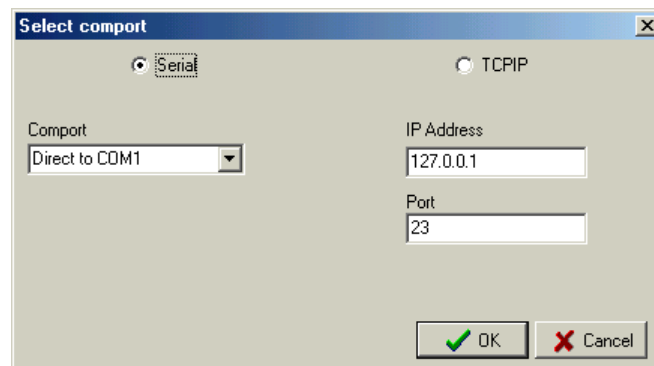 Select comport
Serial
TCPIP
Comport
Direct to COM1
IP Address
127.0.0.1
Port
23
OK
Cancel